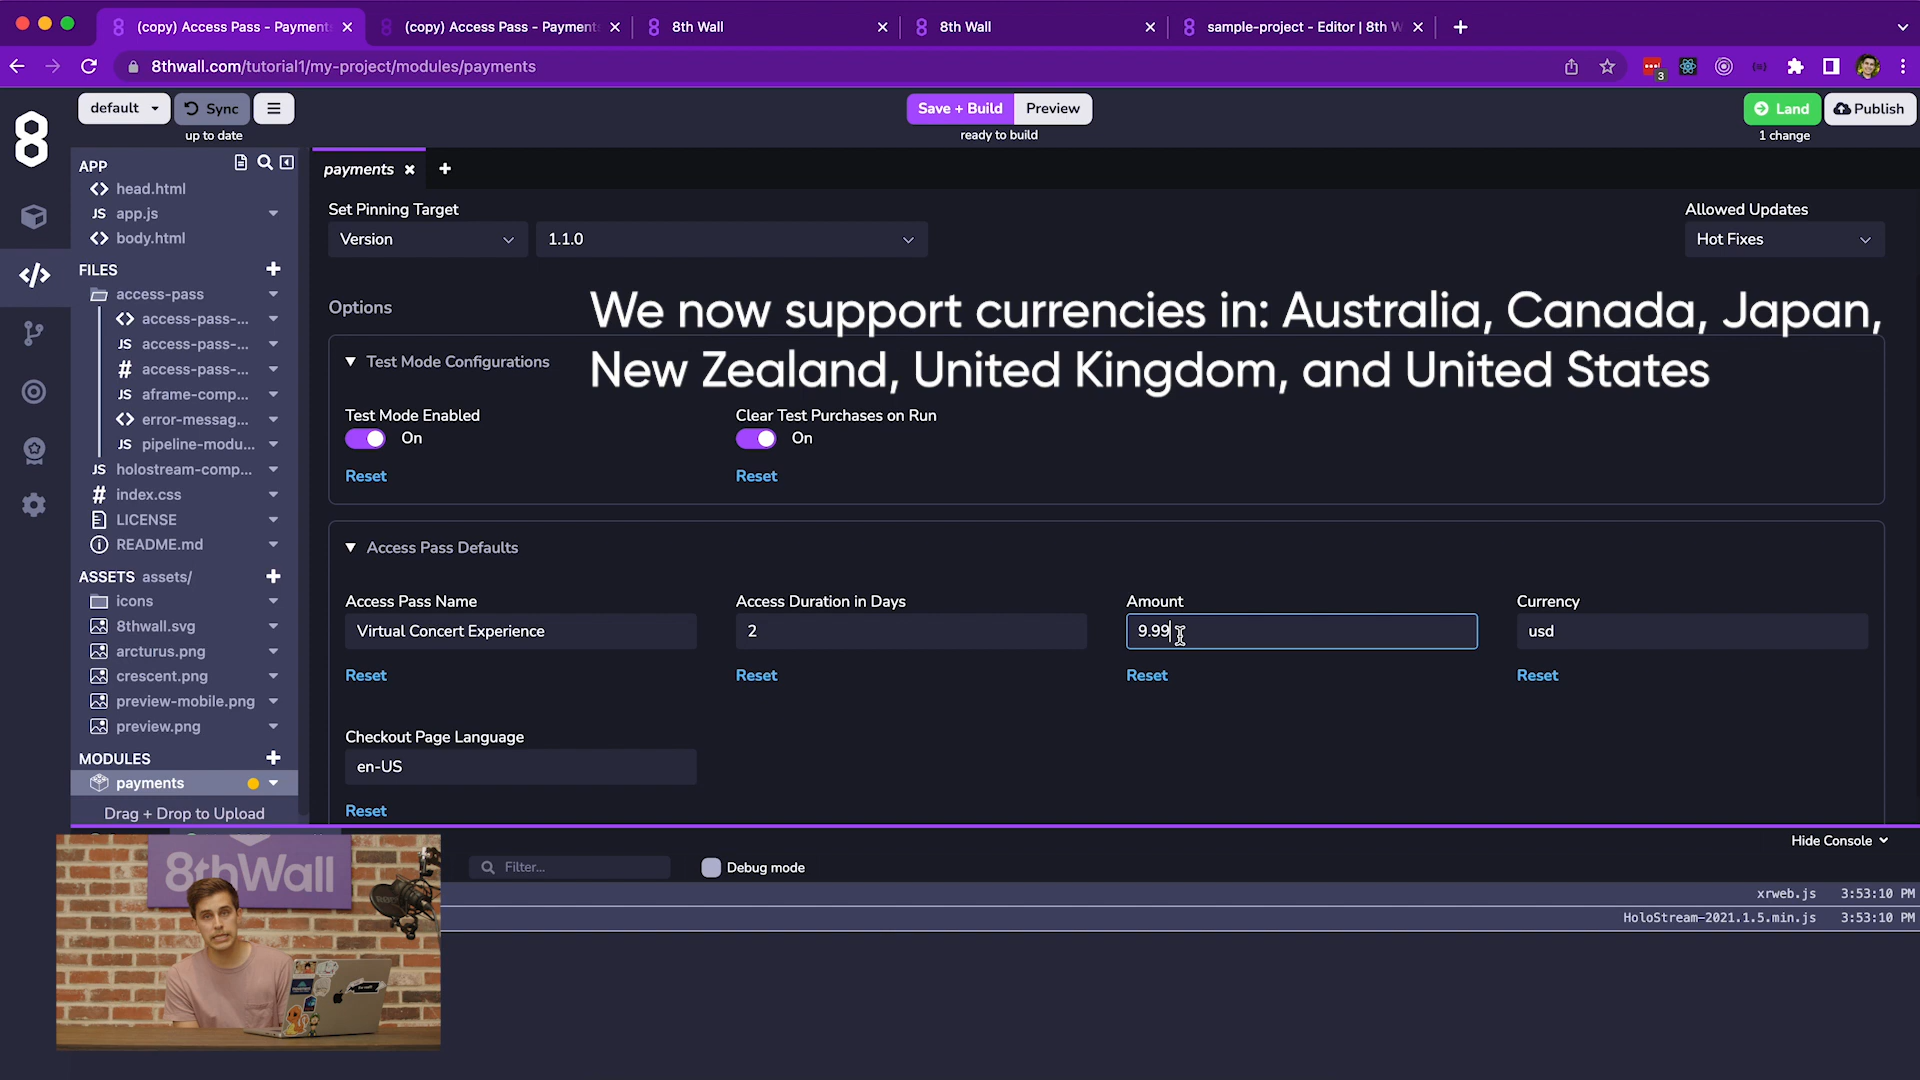 (copy) Access Pass - Payment
(copy) Access Pass - Payment
8th Wall
8th Wall
sample-project - Editor | 8th W
8thwall.com/tutorial1/my-project/modules/payments
3
default
Sync
up to date
Save + Build
Preview
ready to build
Land
1 change
Publish
APP
head.html
JS app.js
body.html
FILES
access-pass
access-pass-...
JS access-pass-...
# access-pass-...
JS aframe-comp...
error-messag...
JS pipeline-modu...
JS holostream-comp...
# index.css
LICENSE
README.md
ASSETS assets/
icons
8thwall.svg
arcturus.png
crescent.png
preview-mobile.png
preview.png
MODULES
payments
Drag + Drop to Upload
payments
Set Pinning Target
Version
1.1.0
Allowed Updates
Hot Fixes
Options
We now support currencies in: Australia, Canada, Japan,
New Zealand, United Kingdom, and United States
Test Mode Configurations
Test Mode Enabled
On
Reset
Clear Test Purchases on Run
On
Reset
Access Pass Defaults
Access Pass Name
Virtual Concert Experience
Reset
Access Duration in Days
2
Reset
Amount
9.99
Reset
Currency
usd
Reset
Checkout Page Language
en-US
Reset
Hide Console
Filter...
Debug mode
xrweb.js 3:53:10 PM
HoloStream-2021.1.5.min.js 3:53:10 PM
8thWall